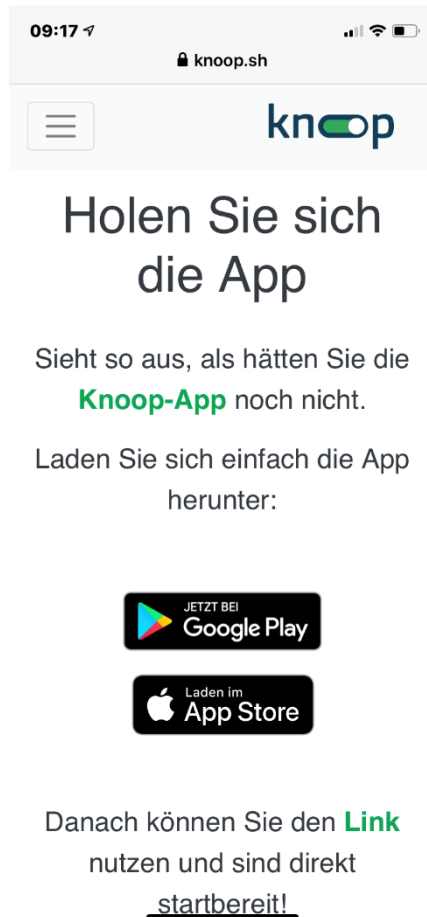 09:17
knoop.sh
knoop
Holen Sie sich
die App
Sieht so aus, als hätten Sie die
Knoop-App noch nicht.
Laden Sie sich einfach die App
herunter:
JETZT BEI
Google Play
Laden im
App Store
Danach können Sie den Link
nutzen und sind direkt
startbereit!